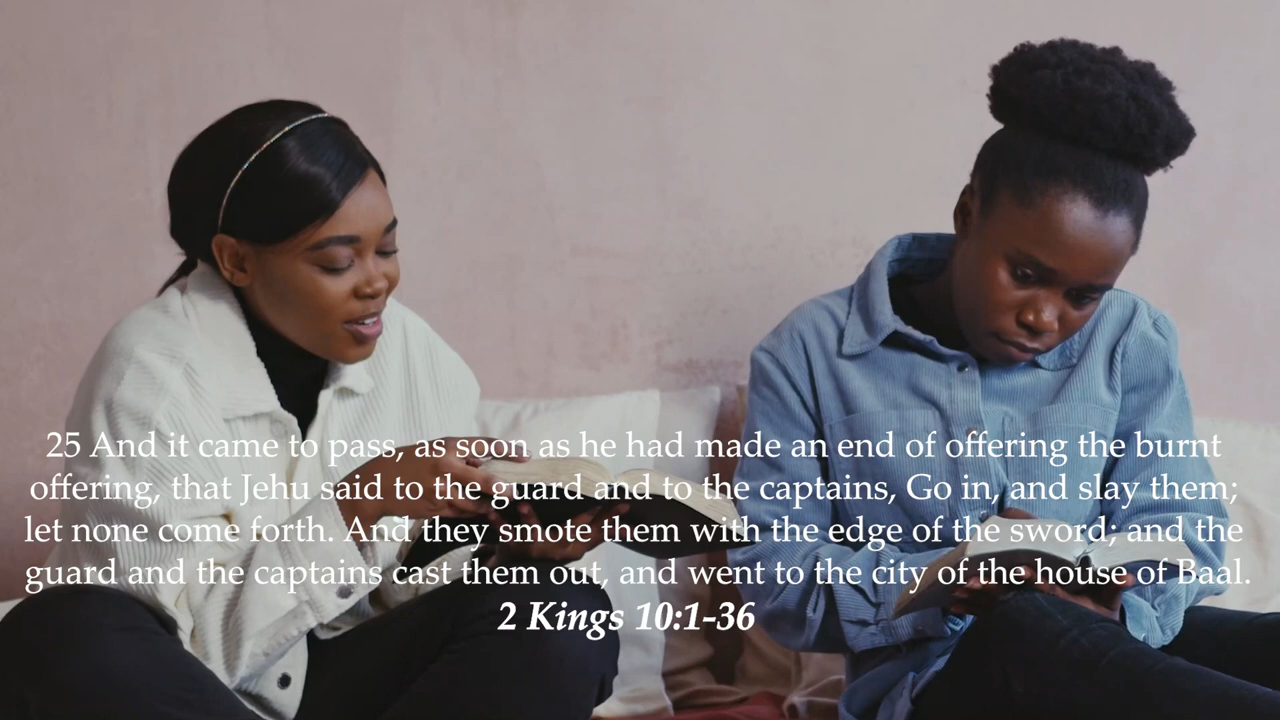 25 And it came to pass, as soon as he had made an end of offering the burnt
offering, that Jehu said to the guard and to the captains, Go in, and slay them;
let none come forth. And they smote them with the edge of the sword; and the
guard and the captains cast them out, and went to the city of the house of Baal.
2 Kings 10:1-36